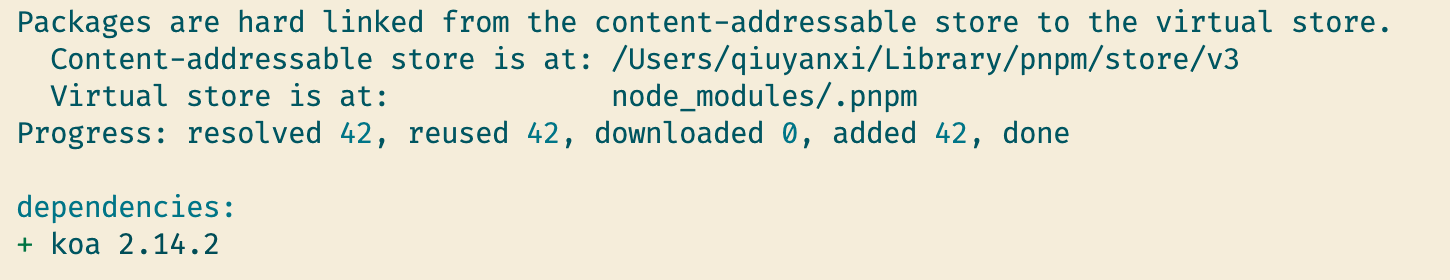 Packages are hard linked from the content-addressable store to the virtual store.
  Content-addressable store is at: /Users/qiuyanxi/Library/pnpm/store/v3
  Virtual store is at:             node_modules/.pnpm
Progress: resolved 42, reused 42, downloaded 0, added 42, done

dependencies:
+ koa 2.14.2